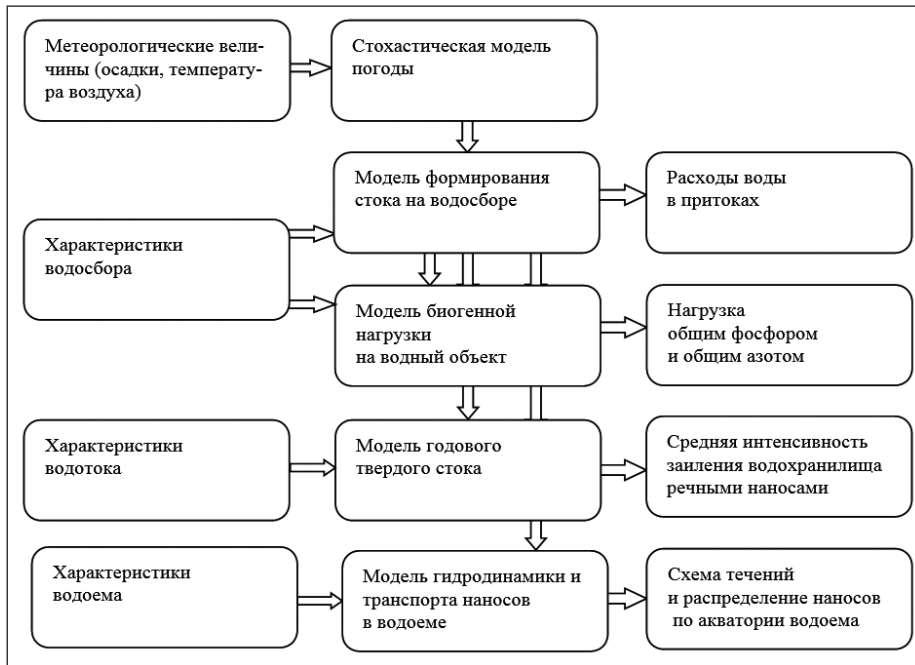 Метеорологические вели-
чины (осадки, температу-
ра воздуха)
Стохастическая модель
погоды
Модель формирования
стока на водосборе
Расходы воды
в притоках
Характеристики
водосбора
Модель биогенной
нагрузки
на водный объект
Нагрузка
общим фосфором
и общим азотом
Характеристики
водотока
Модель годового
твердого стока
Средняя интенсивность
заиления водохранилища
речными наносами
Характеристики
водоема
Модель гидродинамики и
транспорта наносов
в водоеме
Схема течений
и распределение наносов
по акватории водоема